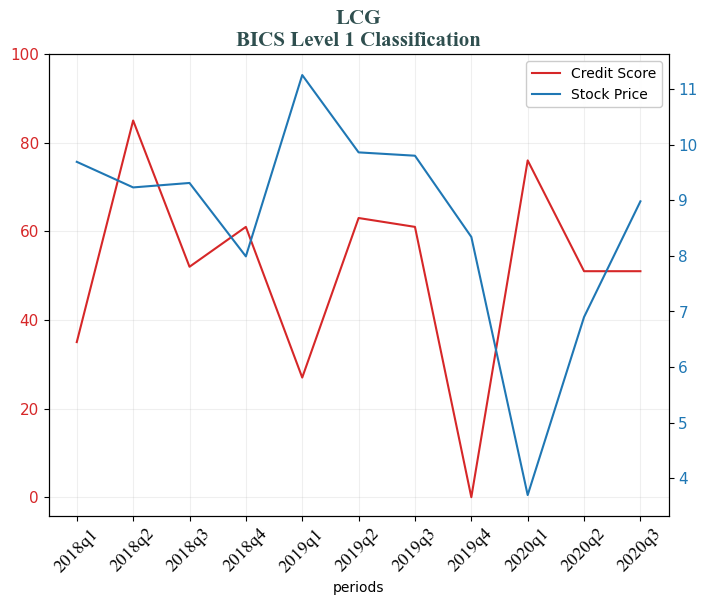 LCG
BICS Level 1 Classification
Credit Score
Stock Price
100
80
60
40
20
0
11
10
9
8
7
6
5
4
2018q1
2018q2
2018q3
2018q4
2019q1
2019q2
2019q3
2019q4
2020q1
2020q2
2020q3
periods